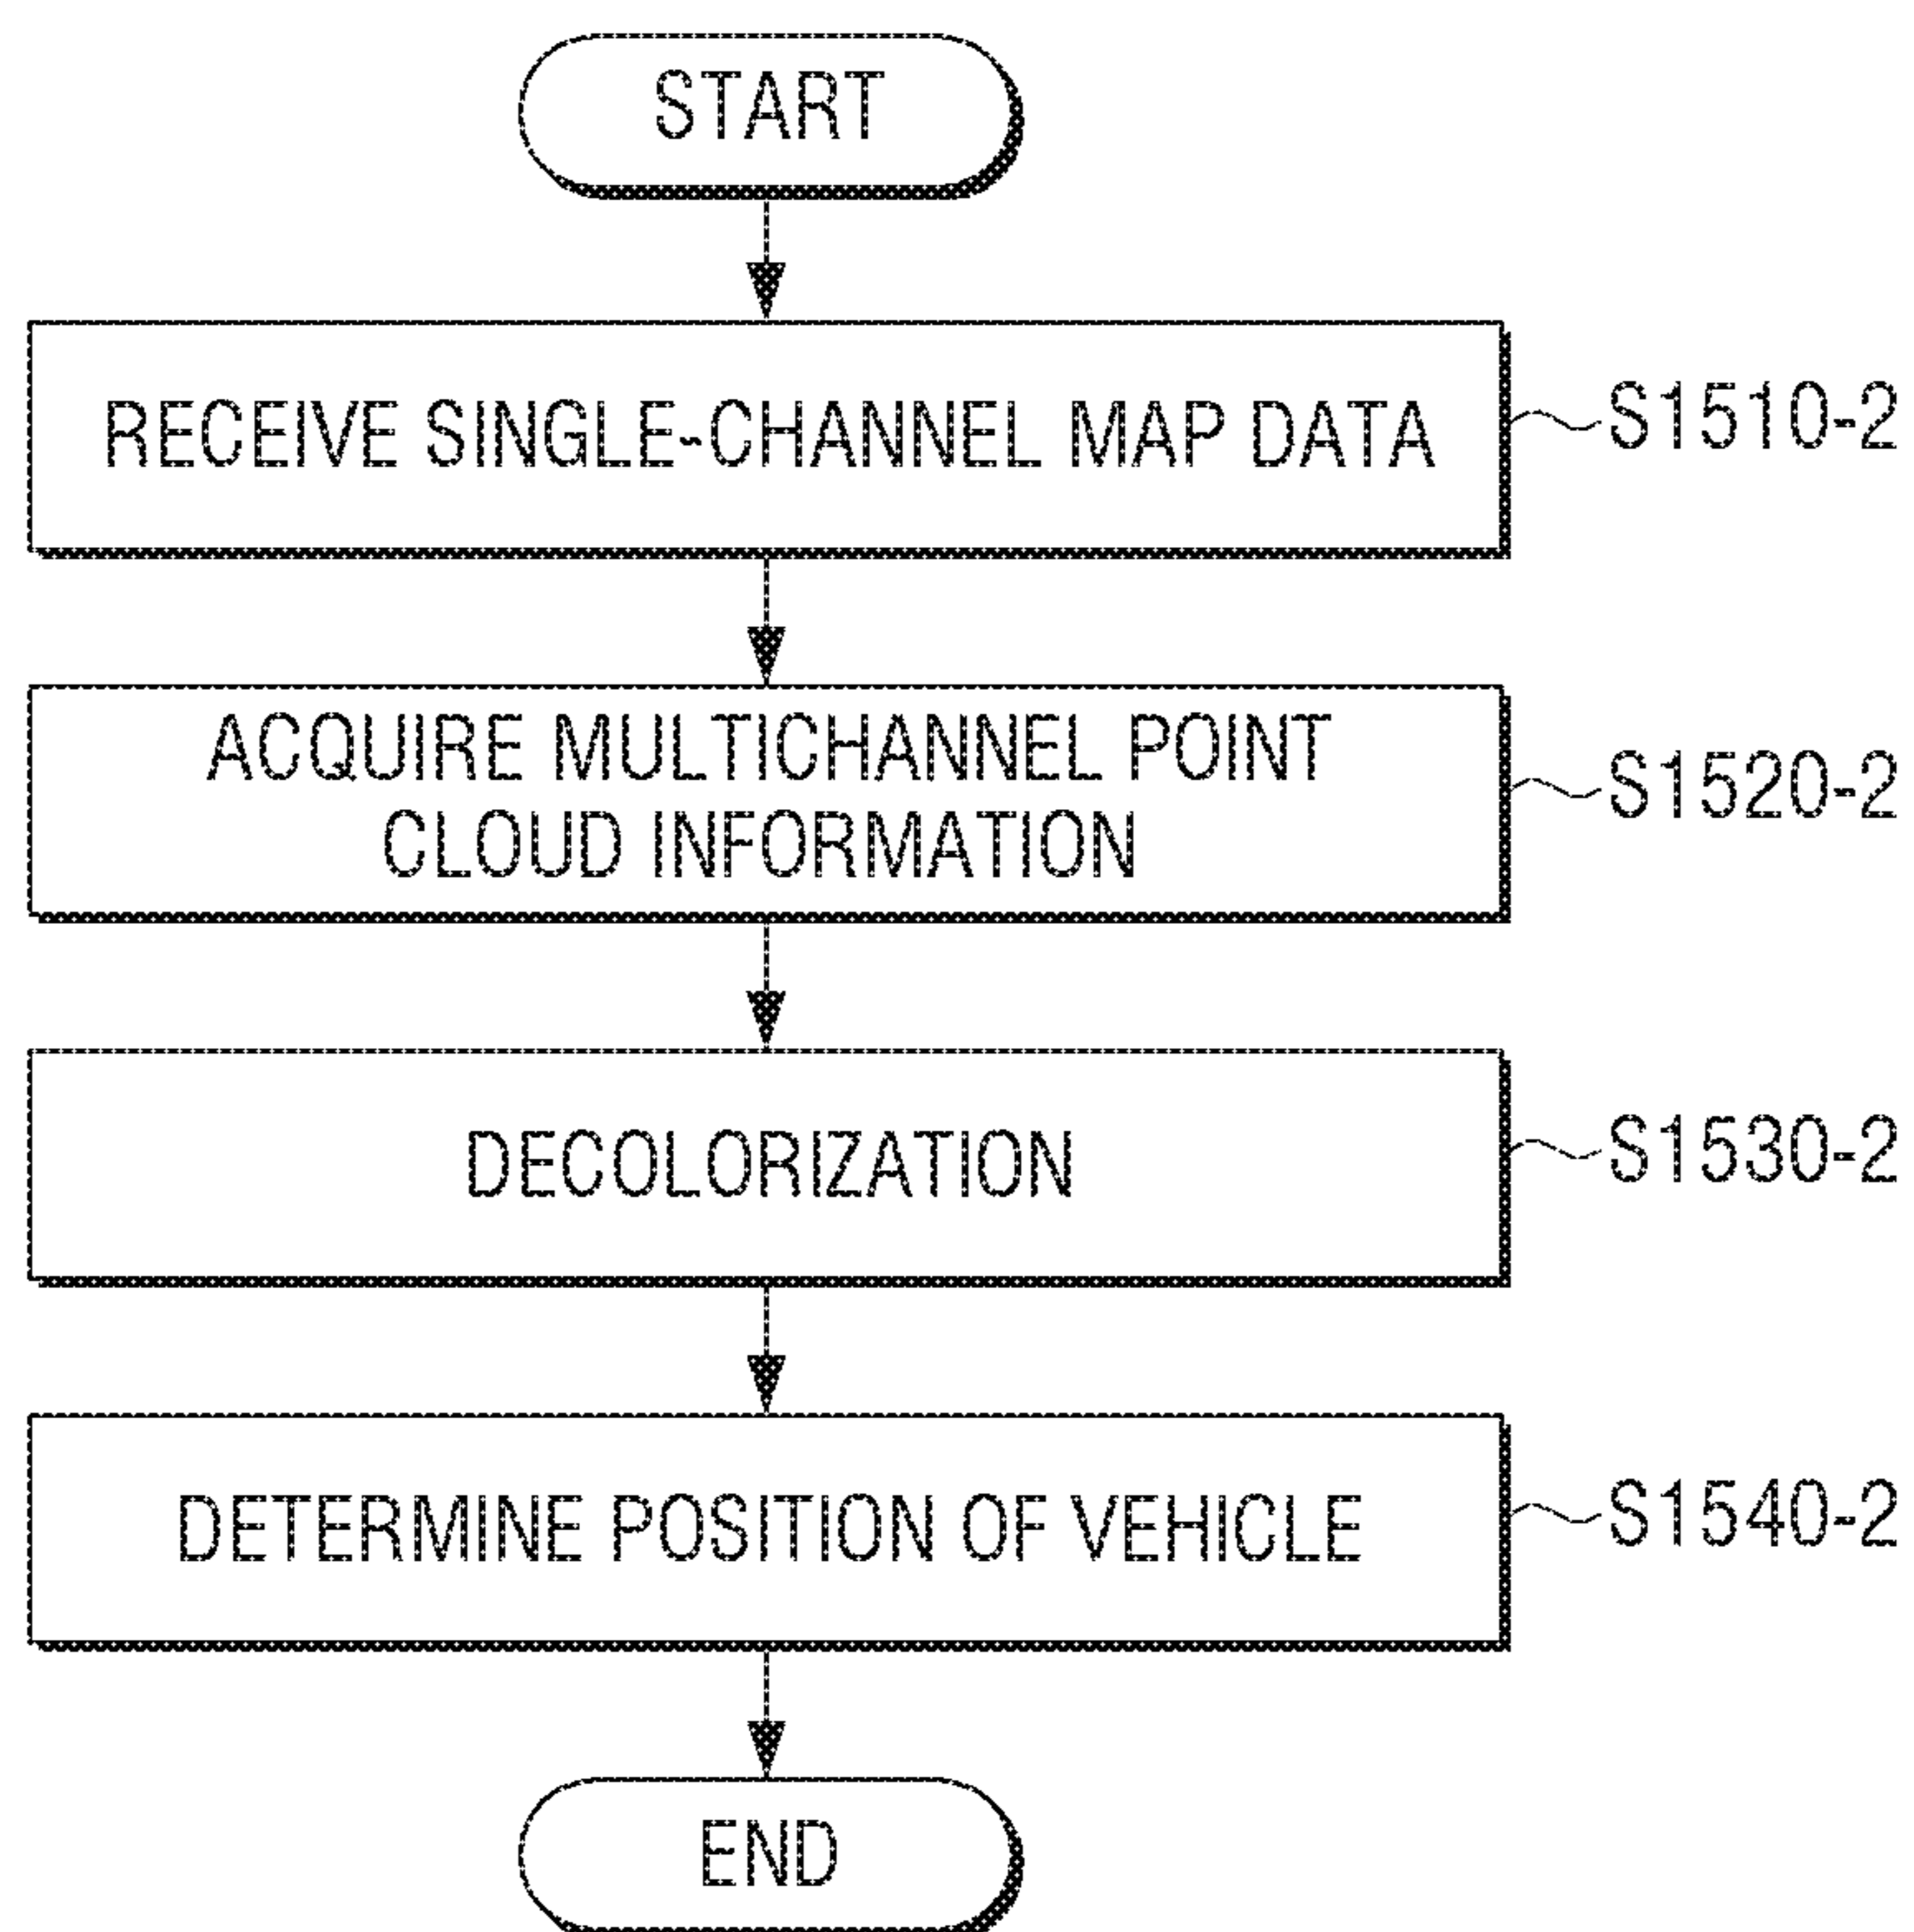 START
RECEIVE SINGLE-CHANNEL MAP DATA
S1510-2
ACQUIRE MULTICHANNEL POINT
CLOUD INFORMATION
S1520-2
DECOLORIZATION
S1530-2
DETERMINE POSITION OF VEHICLE
S1540-2
END